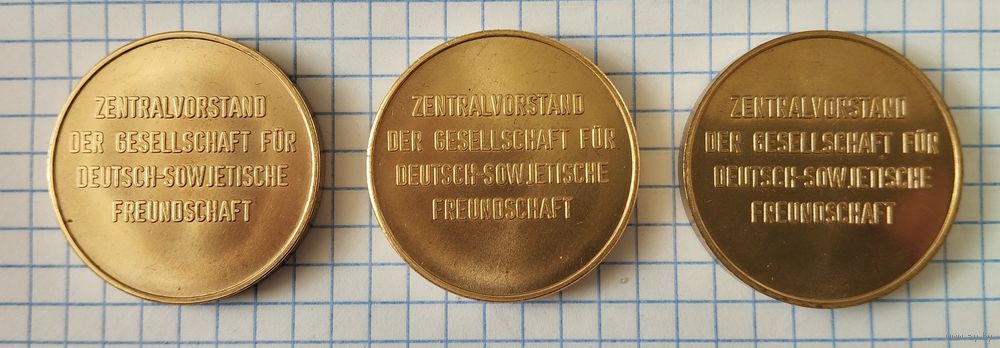 ZENTRALVORSTAND
DER GESELLSCHAFT FÜR
DEUTSCH-SOWJETISCHE
FREUNDSCHAFT
ZENTRALVORSTAND
DER GESELLSCHAFT FÜR
DEUTSCH-SOWJETISCHE
FREUNDSCHAFT
ZENTRALVORSTAND
DER GESELLSCHAFT FÜR
DEUTSCH-SOWJETISCHE
FREUNDSCHAFT